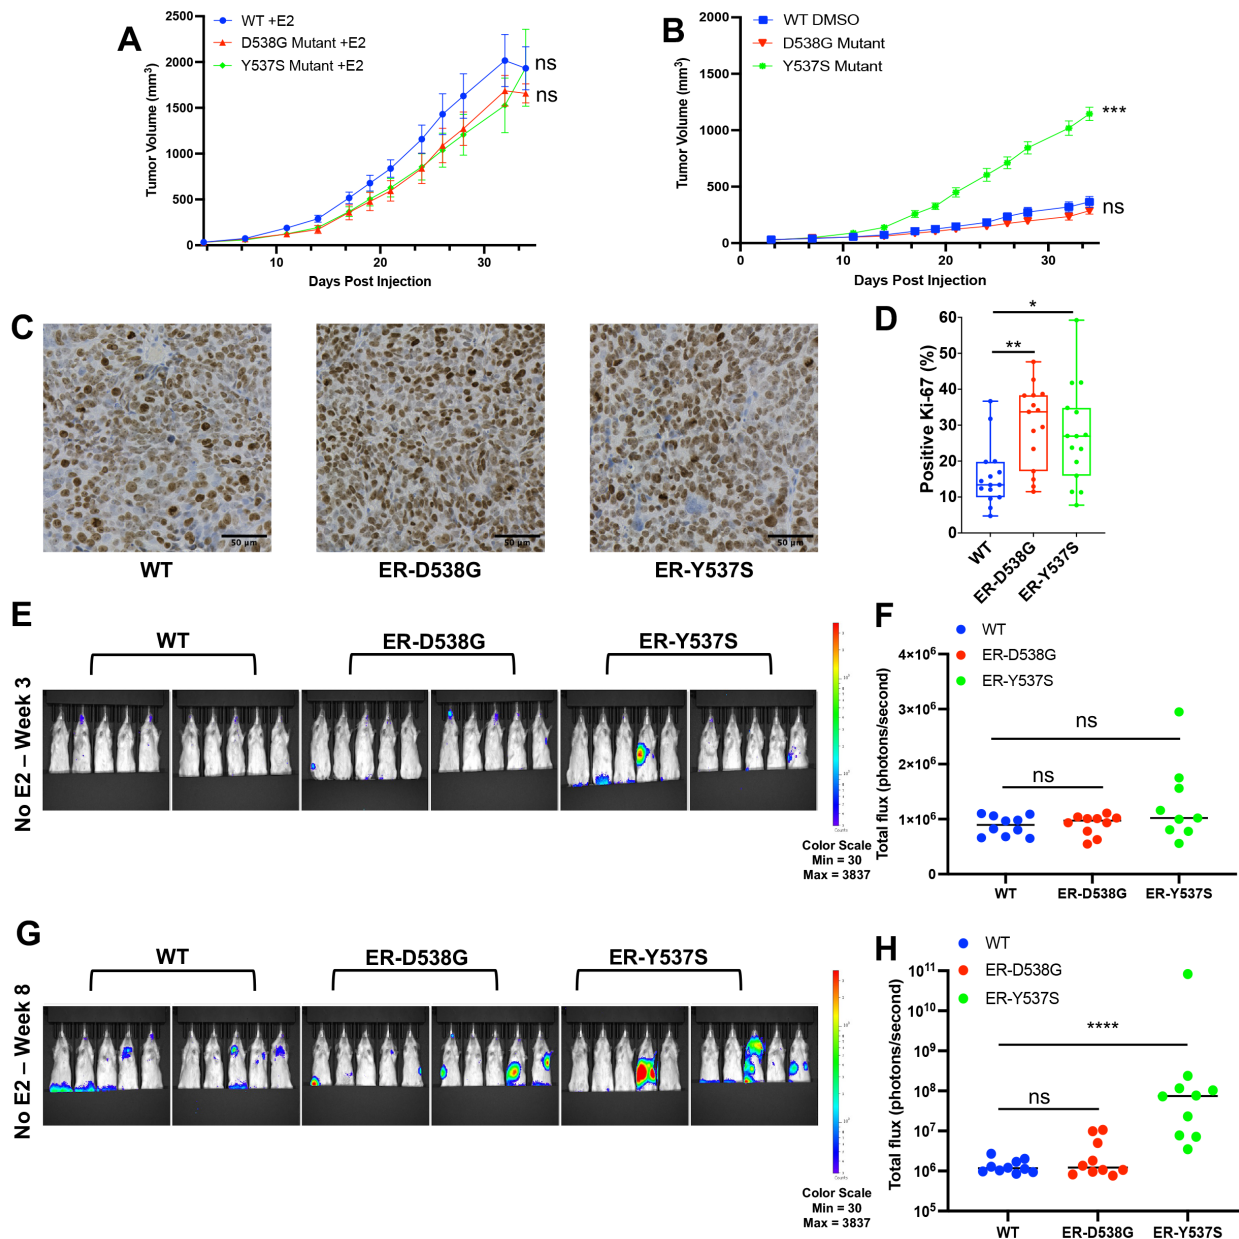 A
WT +E2
D538G Mutant +E2
Y537S Mutant +E2
Tumor Volume (mm³)
2500
2000
1500
1000
500
0
10
20
30
Days Post Injection
ns
ns
B
WT DMSO
D538G Mutant
Y537S Mutant
Tumor Volume (mm³)
2000
1500
1000
500
0
0
10
20
30
Days Post Injection
***
ns
C
50 µm
50 µm
50 µm
WT
ER-D538G
ER-Y537S
D
Positive Ki-67 (%)
60
50
40
30
20
10
0
*
**
WT
ER-D538G
ER-Y537S
E
No E2 – Week 3
WT
ER-D538G
ER-Y537S
Counts
Color Scale
Min = 30
Max = 3837
F
WT
ER-D538G
ER-Y537S
Total flux (photons/second)
4×10⁶
3×10⁶
2×10⁶
1×10⁶
0
ns
ns
WT
ER-D538G
ER-Y537S
G
No E2 – Week 8
WT
ER-D538G
ER-Y537S
Counts
Color Scale
Min = 30
Max = 3837
H
WT
ER-D538G
ER-Y537S
Total flux (photons/second)
10¹¹
10¹⁰
10⁹
10⁸
10⁷
10⁶
10⁵
****
ns
WT
ER-D538G
ER-Y537S